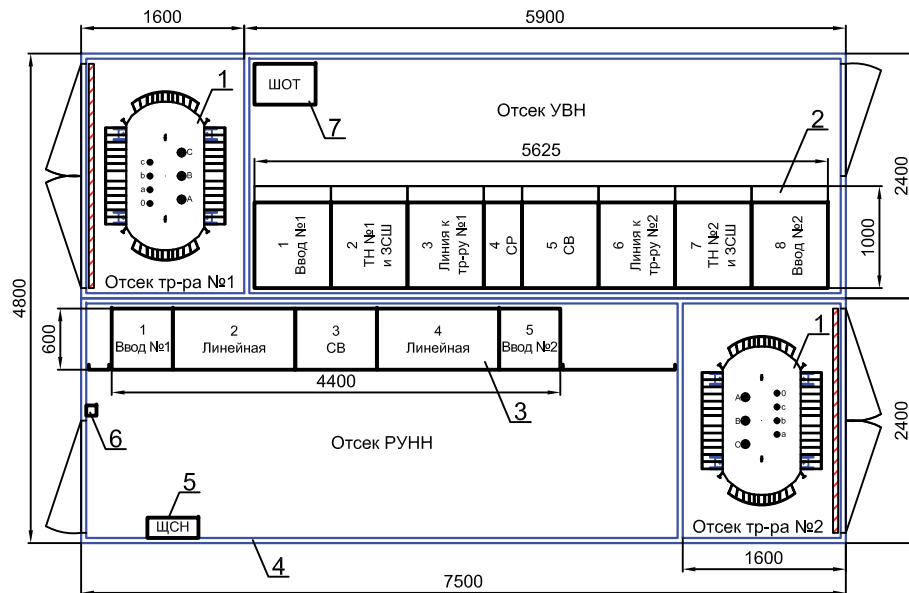 1600
5900
ШОТ
1
7
Отсек УВН
2
5625
c
b
a
0
C
B
A
4800
2400
1000
1
Ввод №1
2
ТН №1
и ЗСШ
3
Линия к
тр-ру №1
4
СР
5
СВ
6
Линия к
тр-ру №2
7
ТН №2
и ЗСШ
8
Ввод №2
Отсек тр-ра №1
600
1
Ввод №1
2
Линейная
3
СВ
4
Линейная
5
Ввод №2
4400
3
1
A
B
C
0
c
b
a
2400
6
Отсек РУНН
5
ЩСН
4
Отсек тр-ра №2
1600
7500